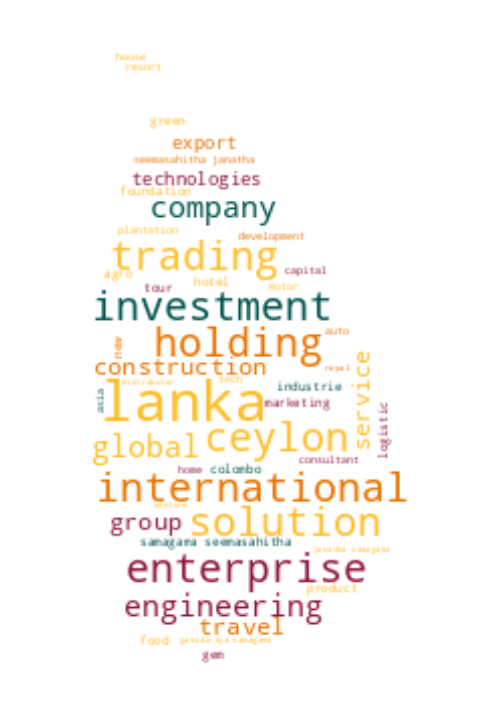 house
resort
green
export
seemasahitha janatha
technologies
foundation
company
plantation
development
trading
capital
agro
hotel
tour
motor
investment
auto
new
holding
construction
royal
service
distributor
tech
industrie
asia
lanka
marketing
logistic
ceylon
global
consultant
home
colombo
international
group
solution
samagama seemasahitha
janatha samagama
enterprise
product
engineering
travel
food
gem